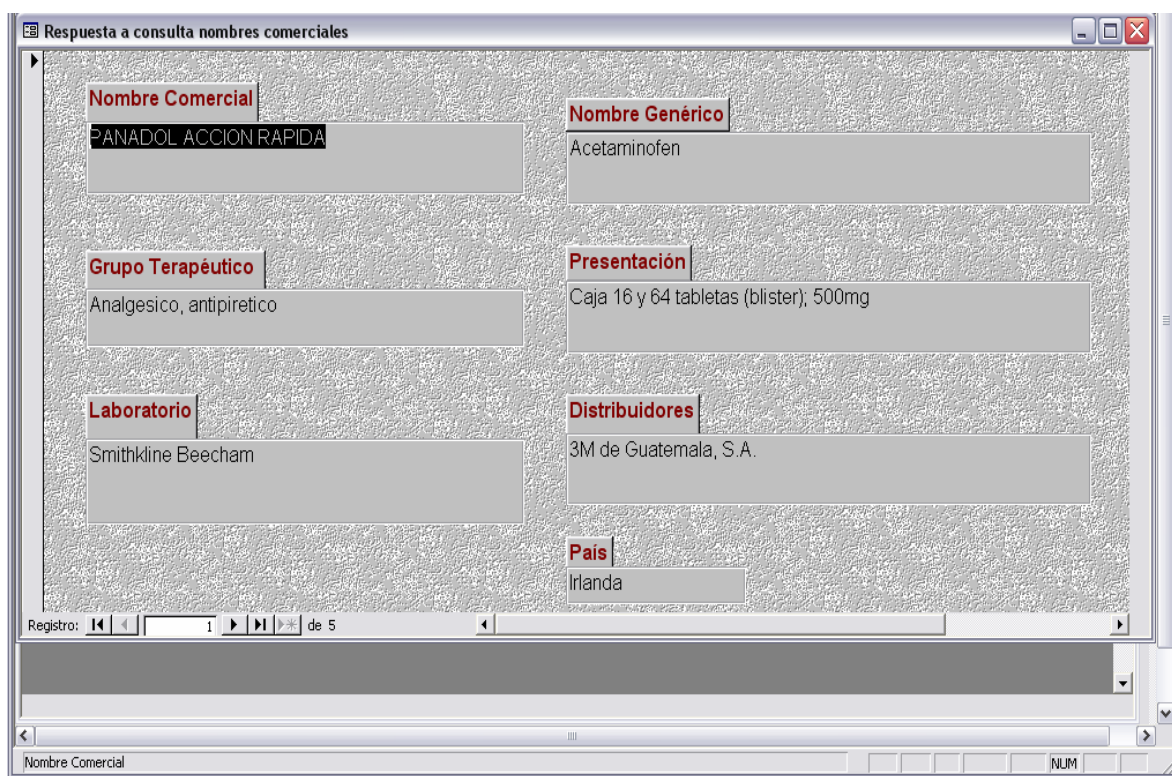 Respuesta a consulta nombres comerciales
Nombre Comercial
PANADOL ACCION RAPIDA
Nombre Genérico
Acetaminofen
Grupo Terapéutico
Analgesico, antipiretico
Presentación
Caja 16 y 64 tabletas (blister); 500mg
Laboratorio
Smithkline Beecham
Distribuidores
3M de Guatemala, S.A.
País
Irlanda
Registro: 1 de 5
Nombre Comercial NUM